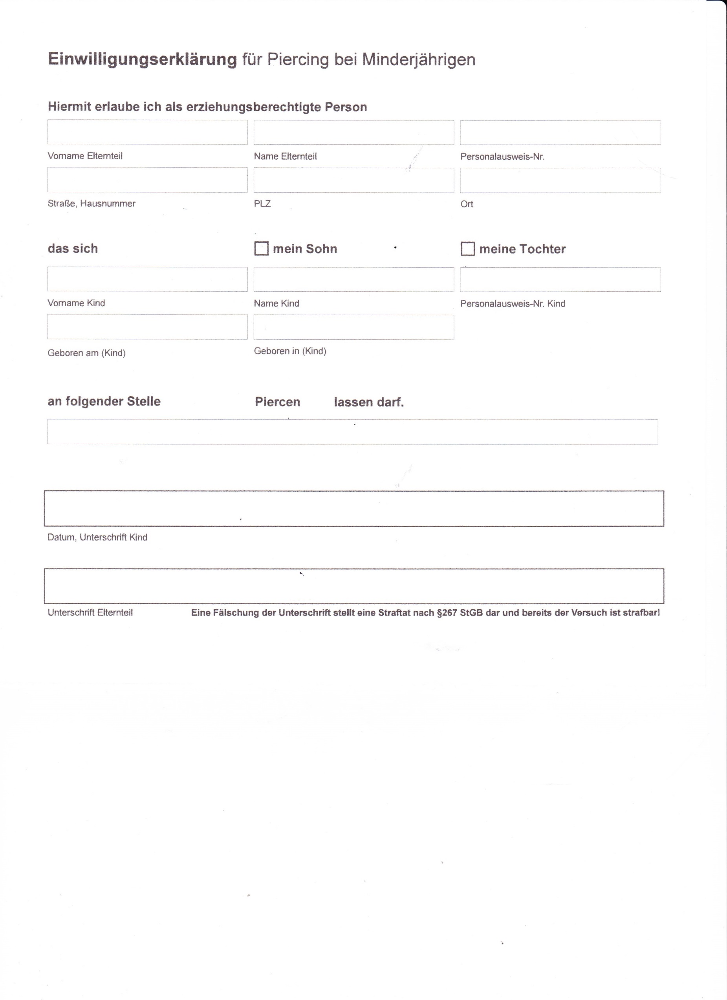 Einwilligungserklärung für Piercing bei Minderjährigen
Hiermit erlaube ich als erziehungsberechtigte Person
Vorname Elternteil Name Elternteil Personalausweis-Nr.
Straße, Hausnummer PLZ Ort
das sich mein Sohn meine Tochter
Vorname Kind Name Kind Personalausweis-Nr. Kind
Geboren am (Kind) Geboren in (Kind)
an folgender Stelle Piercen lassen darf.
Datum, Unterschrift Kind
Unterschrift Elternteil Eine Fälschung der Unterschrift stellt eine Straftat nach §267 StGB dar und bereits der Versuch ist strafbar!